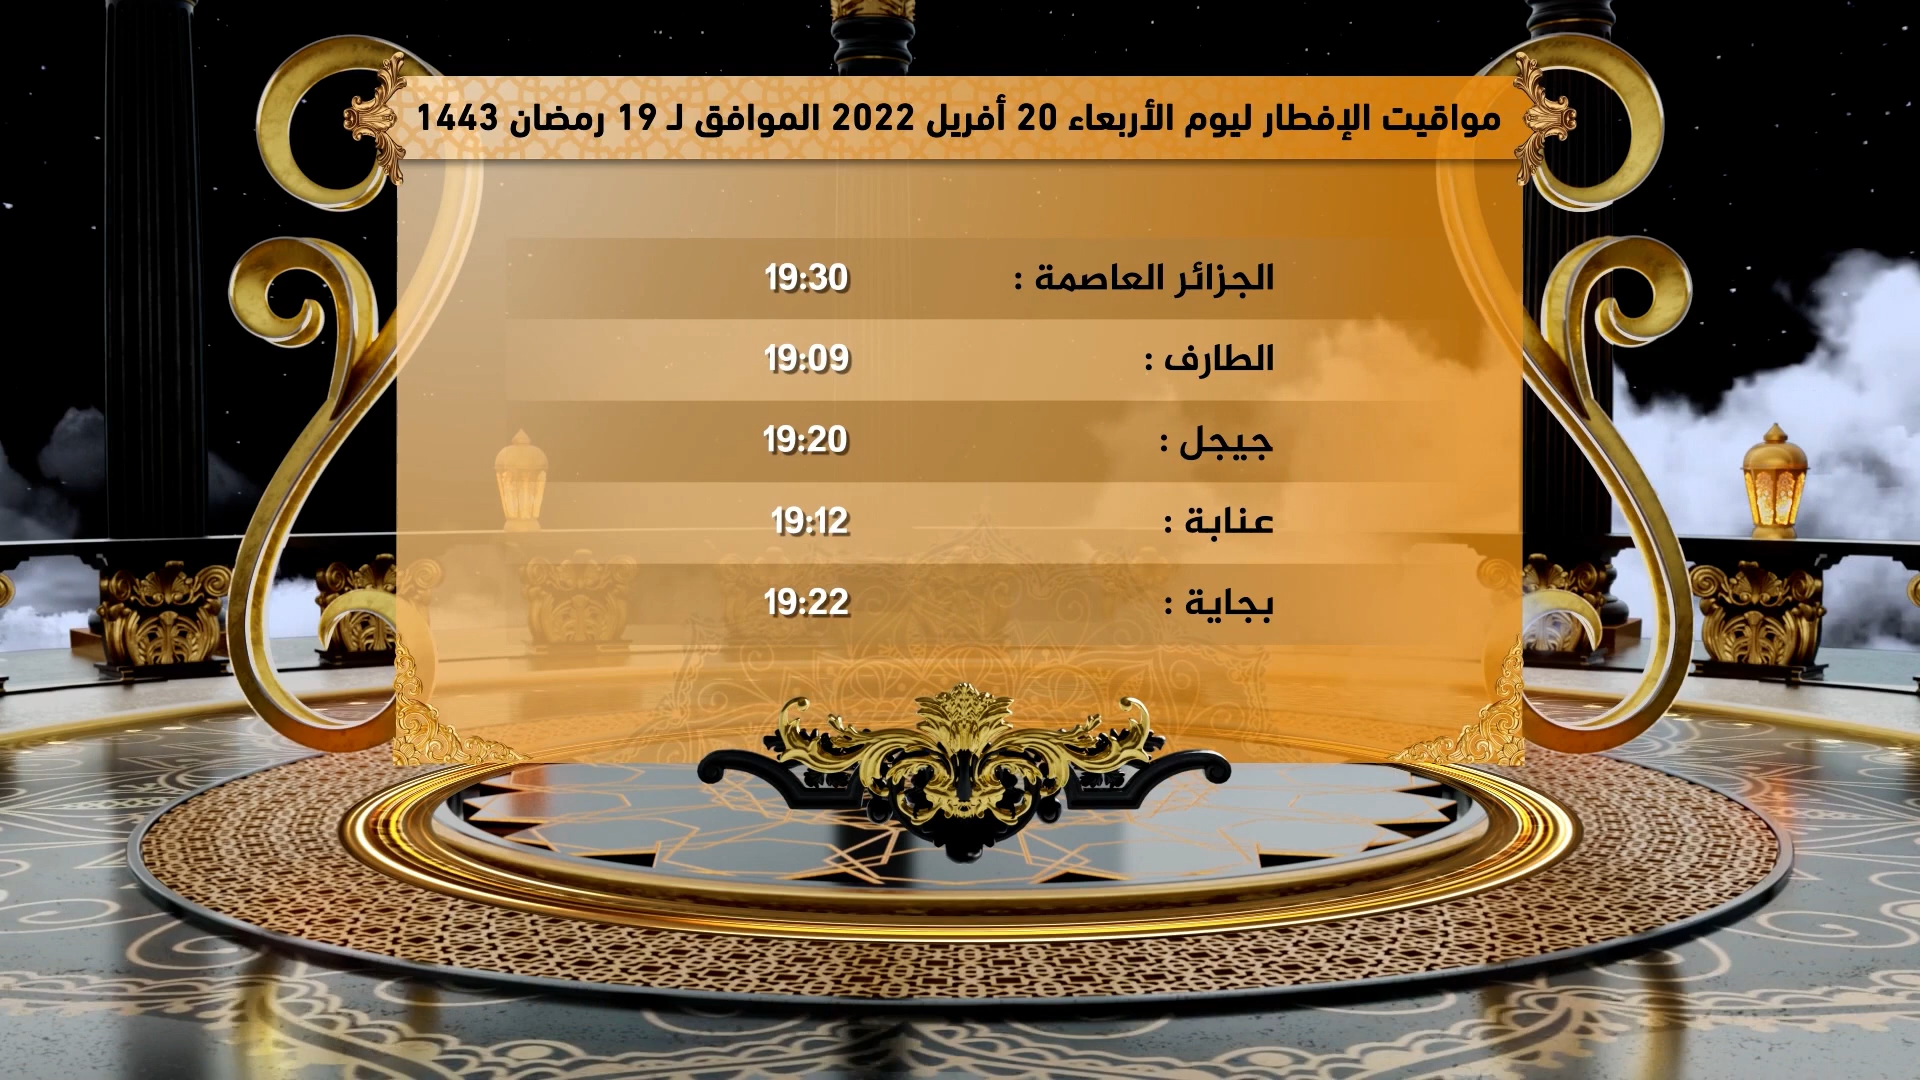 مواقيت الإفطار ليوم الأربعاء 20 أفريل 2022 الموافق لـ 19 رمضان 1443
الجزائر العاصمة : 19:30
الطارف : 19:09
جيجل : 19:20
عنابة : 19:12
بجاية : 19:22